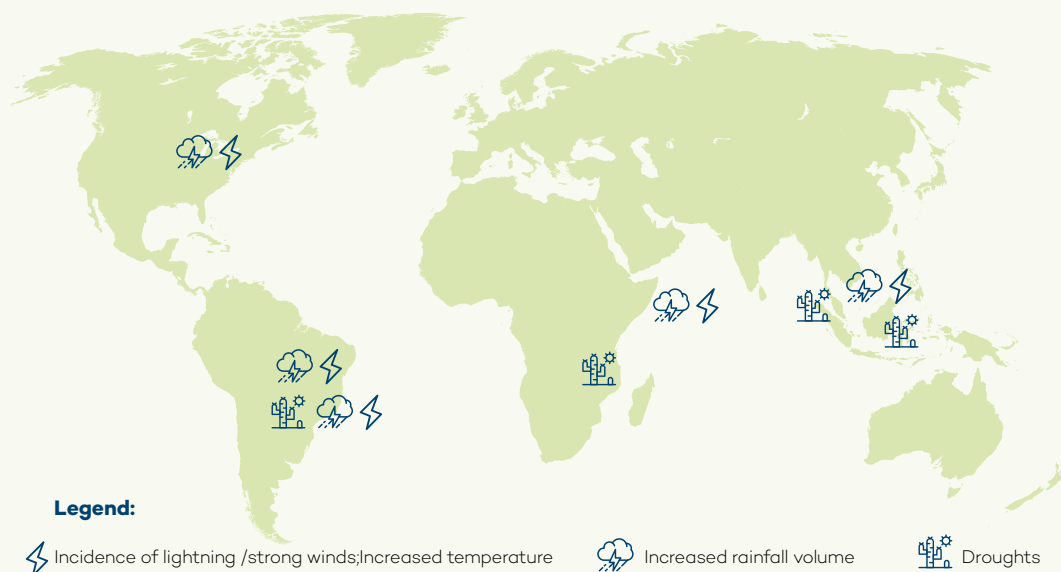 Legend:
Incidence of lightning /strong winds;Increased temperature
Increased rainfall volume
Droughts